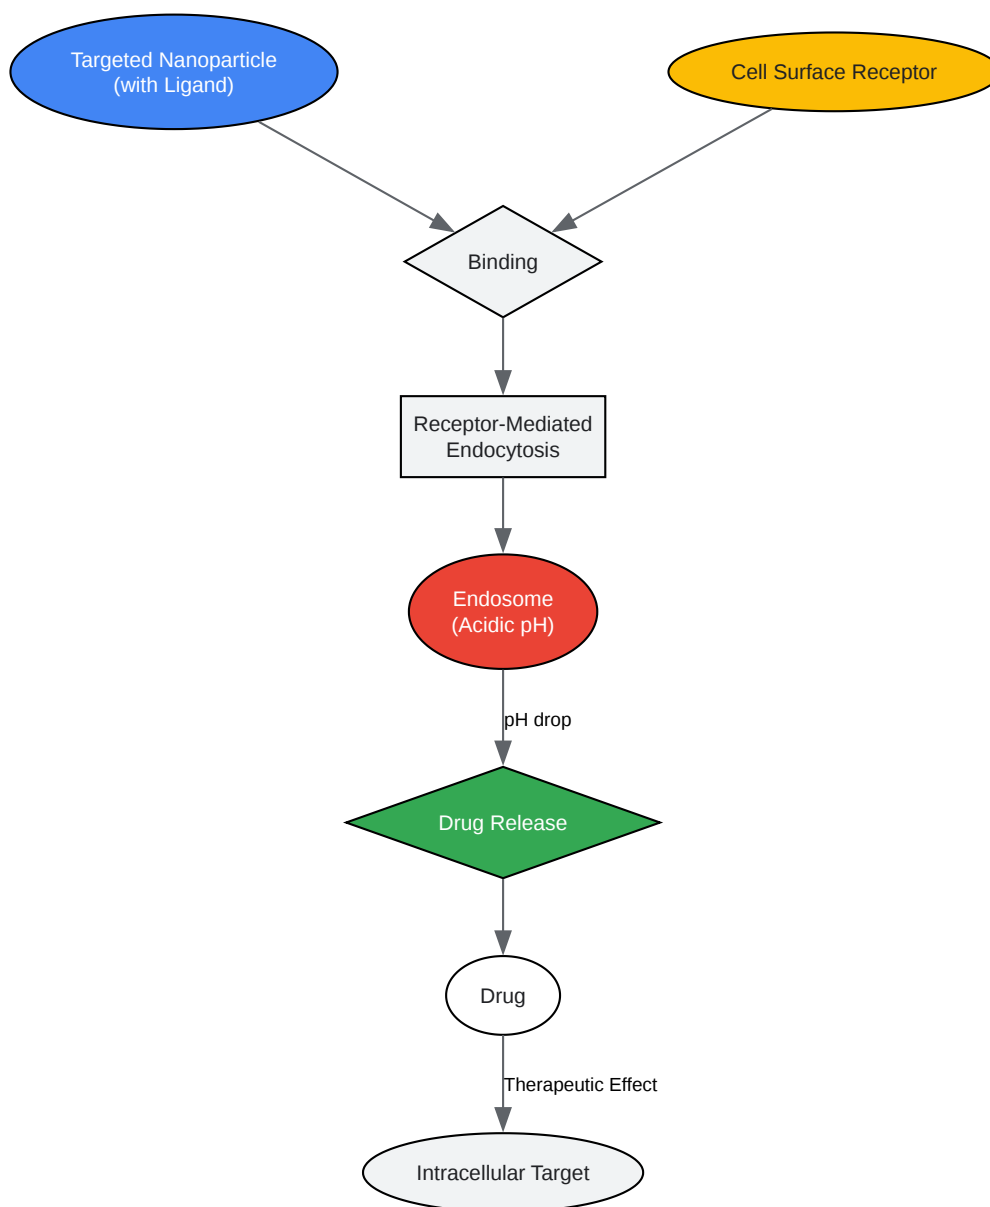 Targeted Nanoparticle
(with Ligand)
Cell Surface Receptor
Binding
Receptor-Mediated
Endocytosis
Endosome
(Acidic pH)
pH drop
Drug Release
Drug
Therapeutic Effect
Intracellular Target